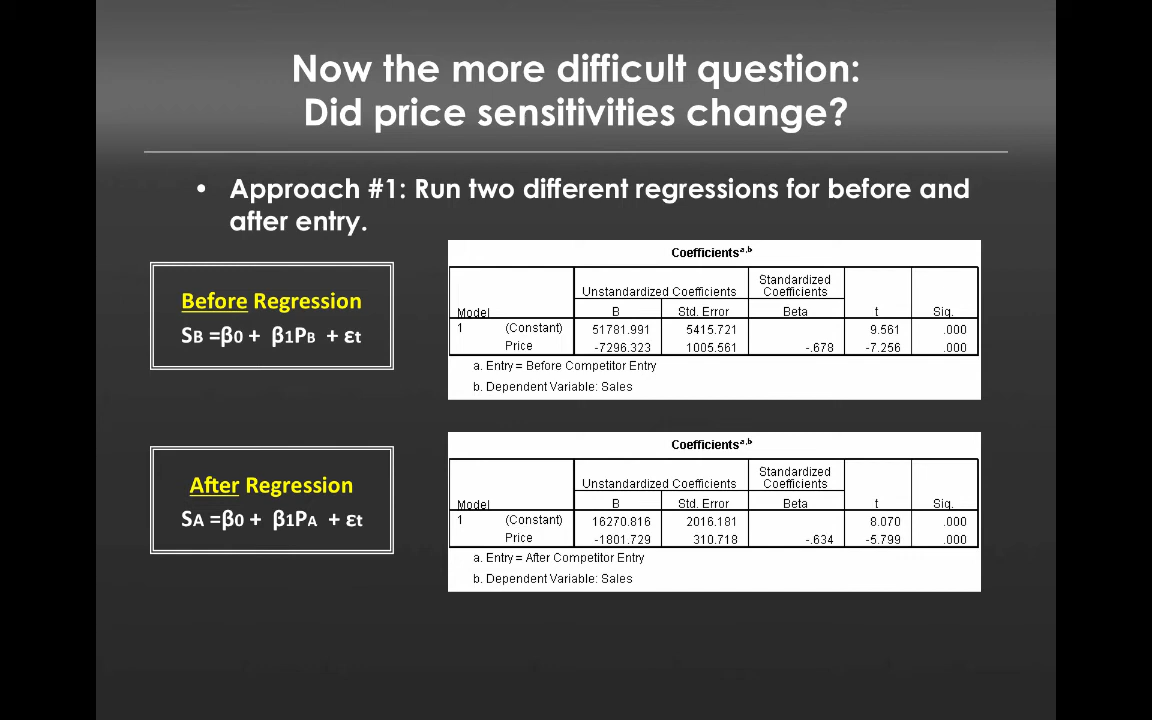 Now the more difficult question:
Did price sensitivities change?
• Approach #1: Run two different regressions for before and
after entry.
Before Regression
SB =β0 + β1PB + εt
Coefficients a,b
Model Unstandardized Coefficients Standardized Coefficients t Sig.
B Std. Error Beta
1 (Constant) 51781.991 5415.721 9.561 .000
Price -7296.323 1005.561 -.678 -7.256 .000
a. Entry = Before Competitor Entry
b. Dependent Variable: Sales
After Regression
SA =β0 + β1PA + εt
Coefficients a,b
Model Unstandardized Coefficients Standardized Coefficients t Sig.
B Std. Error Beta
1 (Constant) 16270.816 2016.181 8.070 .000
Price -1801.729 310.718 -.634 -5.799 .000
a. Entry = After Competitor Entry
b. Dependent Variable: Sales